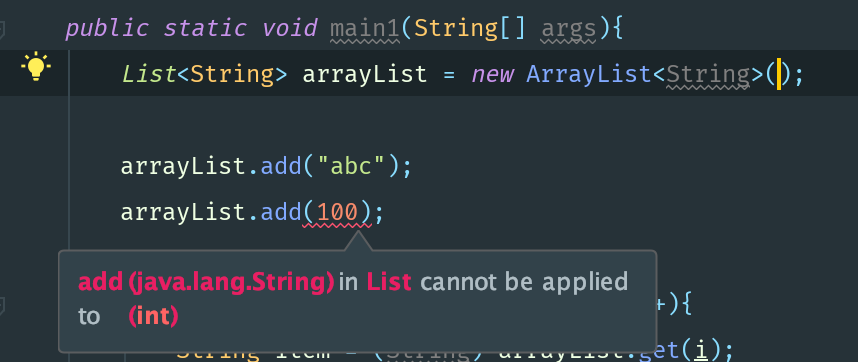 public static void main1(String[] args){
List<String> arrayList = new ArrayList<String>();
arrayList.add("abc");
arrayList.add(100);
add (java.lang.String) in List cannot be applied
to (int)
+){
String item = (String) arrayList.get(i);